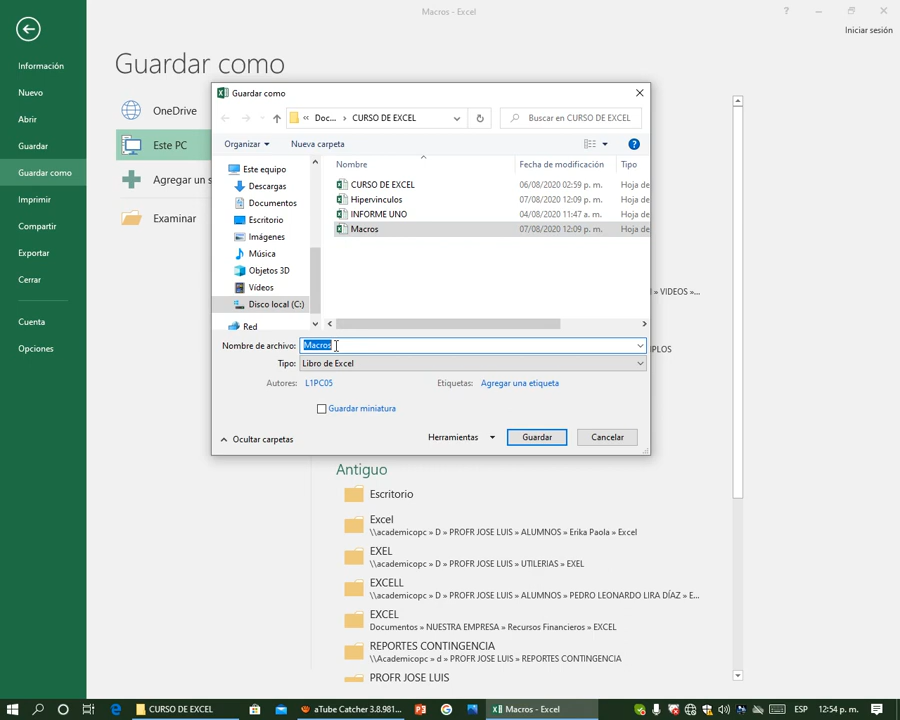 Macros - Excel
Iniciar sesión
Información
Nuevo
Abrir
Guardar
Guardar como
Imprimir
Compartir
Exportar
Cerrar
Cuenta
Opciones
Guardar como
OneDrive
Este PC
Agregar un s
Examinar
Guardar como
« Doc... › CURSO DE EXCEL
Buscar en CURSO DE EXCEL
Organizar
Nueva carpeta
Este equipo
Descargas
Documentos
Escritorio
Imágenes
Música
Objetos 3D
Vídeos
Disco local (C:)
Red
Nombre Fecha de modificación Tipo
CURSO DE EXCEL 06/08/2020 02:59 p. m. Hoja de
Hipervinculos 07/08/2020 12:09 p. m. Hoja de
INFORME UNO 04/08/2020 11:47 a. m. Hoja de
Macros 07/08/2020 12:09 p. m. Hoja de
Nombre de archivo: Macros
Tipo: Libro de Excel
Autores: L1PC05
Etiquetas: Agregar una etiqueta
Guardar miniatura
Ocultar carpetas
Herramientas
Guardar
Cancelar
» VIDEOS »...
PLOS
Antiguo
Escritorio
Excel
\\academicopc » D » PROFR JOSE LUIS » ALUMNOS » Erika Paola » Excel
EXEL
\\academicopc » D » PROFR JOSE LUIS » UTILERIAS » EXEL
EXCELL
\\academicopc » D » PROFR JOSE LUIS » ALUMNOS » PEDRO LEONARDO LIRA DÍAZ » E...
EXCEL
Documentos » NUESTRA EMPRESA » Recursos Financieros » EXCEL
REPORTES CONTINGENCIA
\\Academicopc » d » PROFR JOSE LUIS » REPORTES CONTINGENCIA
PROFR JOSE LUIS
CURSO DE EXCEL
aTube Catcher 3.8.981...
Macros - Excel
ESP
12:54 p. m.